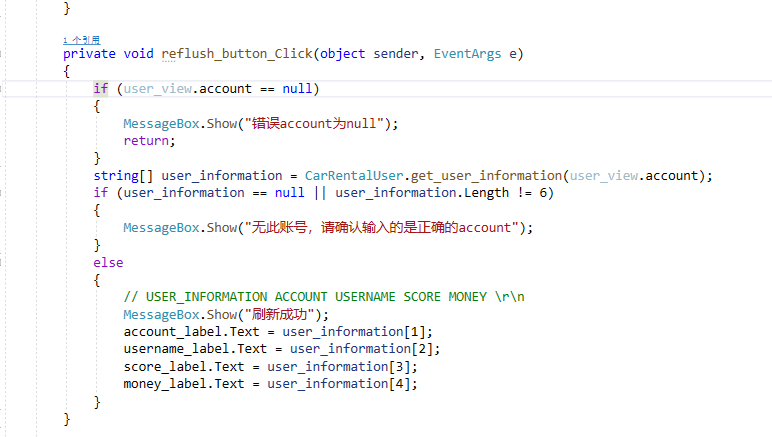 }
1 个引用
private void reflush_button_Click(object sender, EventArgs e)
{
if (user_view.account == null)
{
MessageBox.Show("错误account为null");
return;
}
string[] user_information = CarRentalUser.get_user_information(user_view.account);
if (user_information == null || user_information.Length != 6)
{
MessageBox.Show("无此账号，请确认输入的是正确的account");
}
else
{
// USER_INFORMATION ACCOUNT USERNAME SCORE MONEY \r\n
MessageBox.Show("刷新成功");
account_label.Text = user_information[1];
username_label.Text = user_information[2];
score_label.Text = user_information[3];
money_label.Text = user_information[4];
}
}